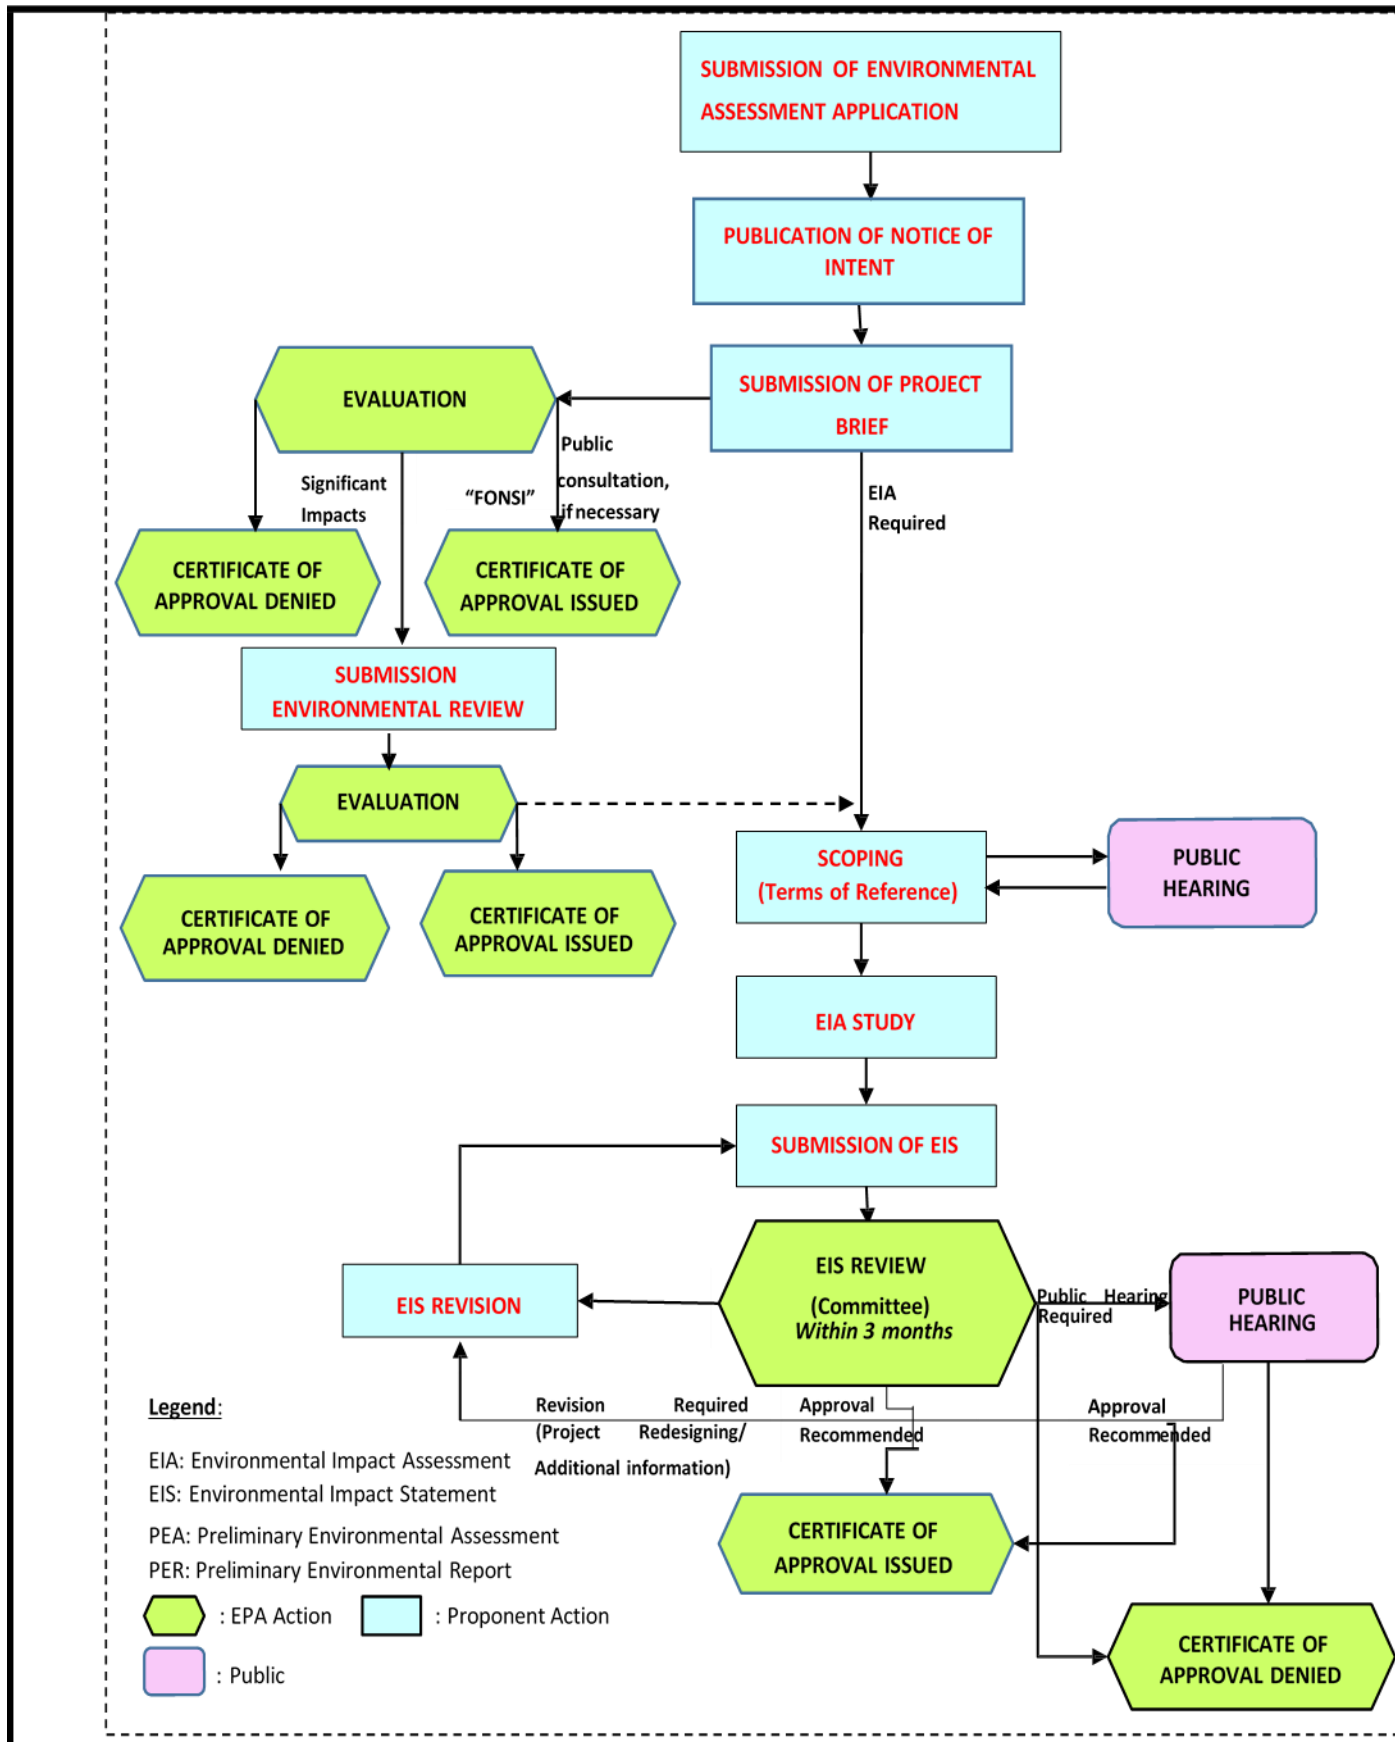 SUBMISSION OF ENVIRONMENTAL
ASSESSMENT APPLICATION
PUBLICATION OF NOTICE OF
INTENT
SUBMISSION OF PROJECT
BRIEF
EVALUATION
Significant
Impacts
"FONSI"
Public
consultation,
if necessary
EIA
Required
CERTIFICATE OF
APPROVAL DENIED
CERTIFICATE OF
APPROVAL ISSUED
SUBMISSION
ENVIRONMENTAL REVIEW
EVALUATION
CERTIFICATE OF
APPROVAL DENIED
CERTIFICATE OF
APPROVAL ISSUED
SCOPING
(Terms of Reference)
PUBLIC
HEARING
EIA STUDY
SUBMISSION OF EIS
EIS REVIEW
(Committee)
Within 3 months
EIS REVISION
Public Hearing
Required
PUBLIC
HEARING
Revision Required
(Project Redesigning/
Additional information)
Approval
Recommended
Approval
Recommended
CERTIFICATE OF
APPROVAL ISSUED
CERTIFICATE OF
APPROVAL DENIED
Legend:
EIA: Environmental Impact Assessment
EIS: Environmental Impact Statement
PEA: Preliminary Environmental Assessment
PER: Preliminary Environmental Report
: EPA Action
: Proponent Action
: Public